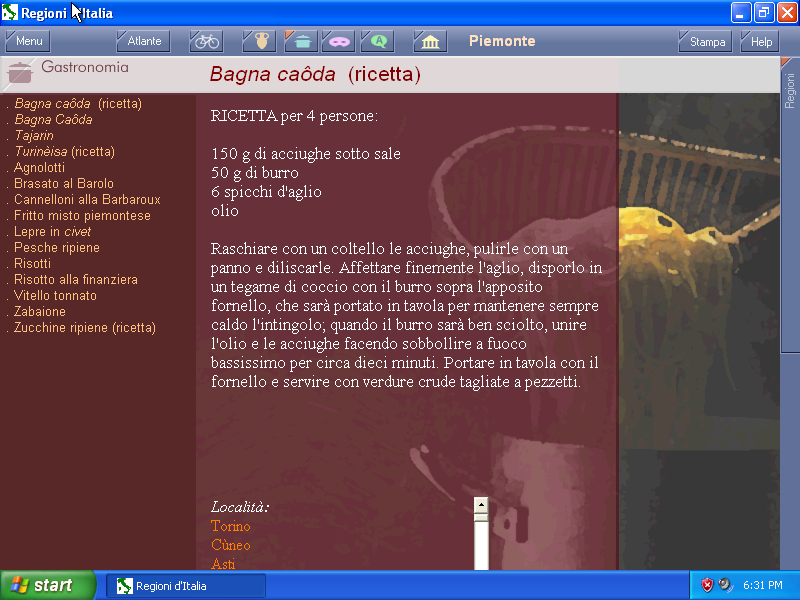 Regioni d'Italia
Menu
Atlante
Piemonte
Stampa
Help
Gastronomia
Bagna caôda (ricetta)
Regioni
. Bagna caôda (ricetta)
. Bagna Caôda
. Tajarin
. Turinèisa (ricetta)
. Agnolotti
. Brasato al Barolo
. Cannelloni alla Barbaroux
. Fritto misto piemontese
. Lepre in civet
. Pesche ripiene
. Risotti
. Risotto alla finanziera
. Vitello tonnato
. Zabaione
. Zucchine ripiene (ricetta)
RICETTA per 4 persone:
150 g di acciughe sotto sale
50 g di burro
6 spicchi d'aglio
olio
Raschiare con un coltello le acciughe, pulirle con un
panno e diliscarle. Affettare finemente l'aglio, disporlo in
un tegame di coccio con il burro sopra l'apposito
fornello, che sarà portato in tavola per mantenere sempre
caldo l'intingolo; quando il burro sarà ben sciolto, unire
l'olio e le acciughe facendo sobbollire a fuoco
bassissimo per circa dieci minuti. Portare in tavola con il
fornello e servire con verdure crude tagliate a pezzetti.
Località:
Torino
Cùneo
Asti
start
Regioni d'Italia
6:31 PM